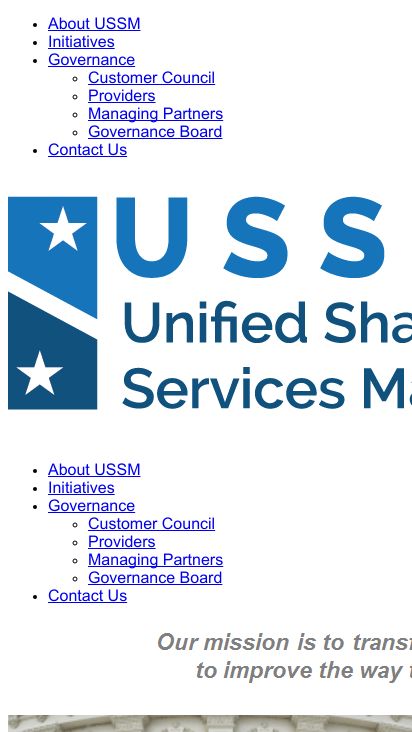 About USSM
Initiatives
Governance
Customer Council
Providers
Managing Partners
Governance Board
Contact Us
USS
Unified Sha
Services Ma
About USSM
Initiatives
Governance
Customer Council
Providers
Managing Partners
Governance Board
Contact Us
Our mission is to transf
to improve the way t